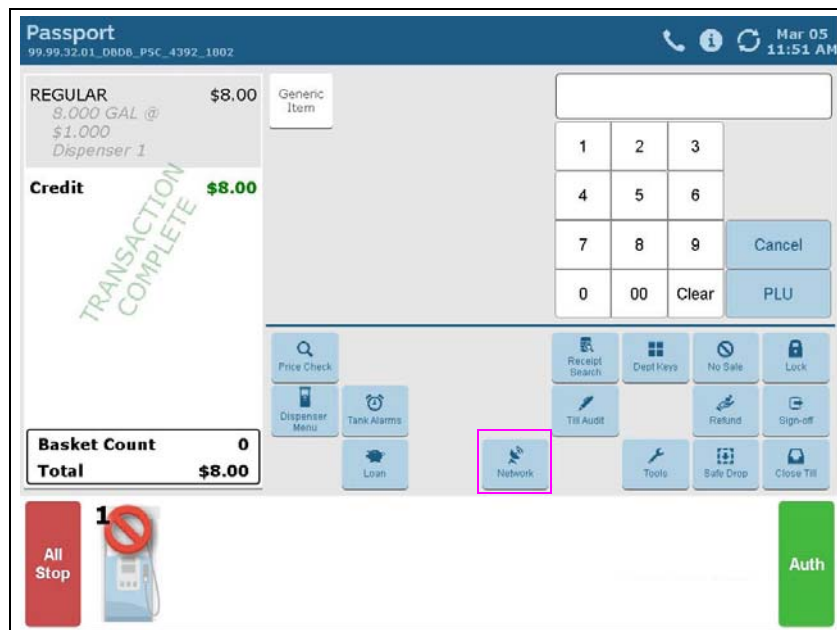 Passport
99.99.32.01_DBDB_PSC_4392_1002
Mar 05
11:51 AM
REGULAR $8.00
8.000 GAL @
$1.000
Dispenser 1
Credit $8.00
TRANSACTION
COMPLETE
Basket Count 0
Total $8.00
Generic
Item
1 2 3
4 5 6
7 8 9 Cancel
0 00 Clear PLU
Price Check
Receipt
Search
Dept Keys
No Sale
Lock
Dispenser
Menu
Tank Alarms
Till Audit
Refund
Sign-off
Loan
Network
Tools
Safe Drop
Close Till
All
Stop
1
Auth